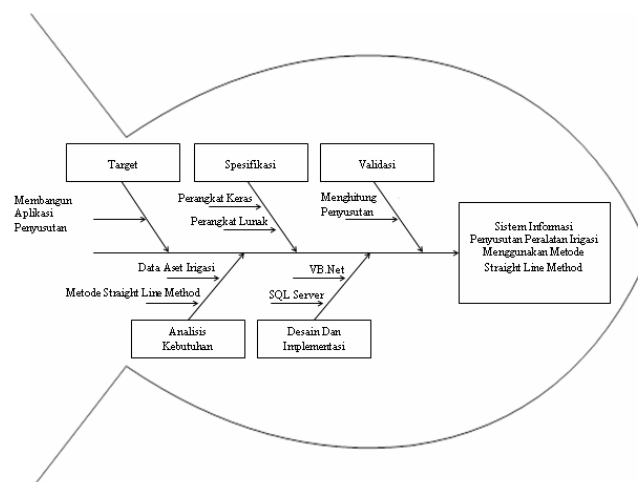 Target
Spesifikasi
Validasi
Membangun
Aplikasi
Penyusutan
Perangkat Keras
Perangkat Lunak
Menghitung
Penyusutan
Sistem Informasi
Penyusutan Peralatan Irigasi
Menggunakan Metode
Straight Line Method
Data Aset Irigasi
Metode Straight Line Method
VB.Net
SQL Server
Analisis
Kebutuhan
Desain Dan
Implementasi